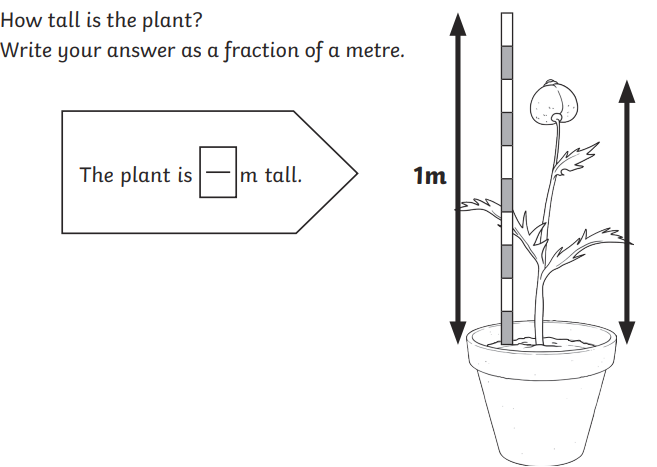 How tall is the plant?
Write your answer as a fraction of a metre.
The plant is — m tall.
1m